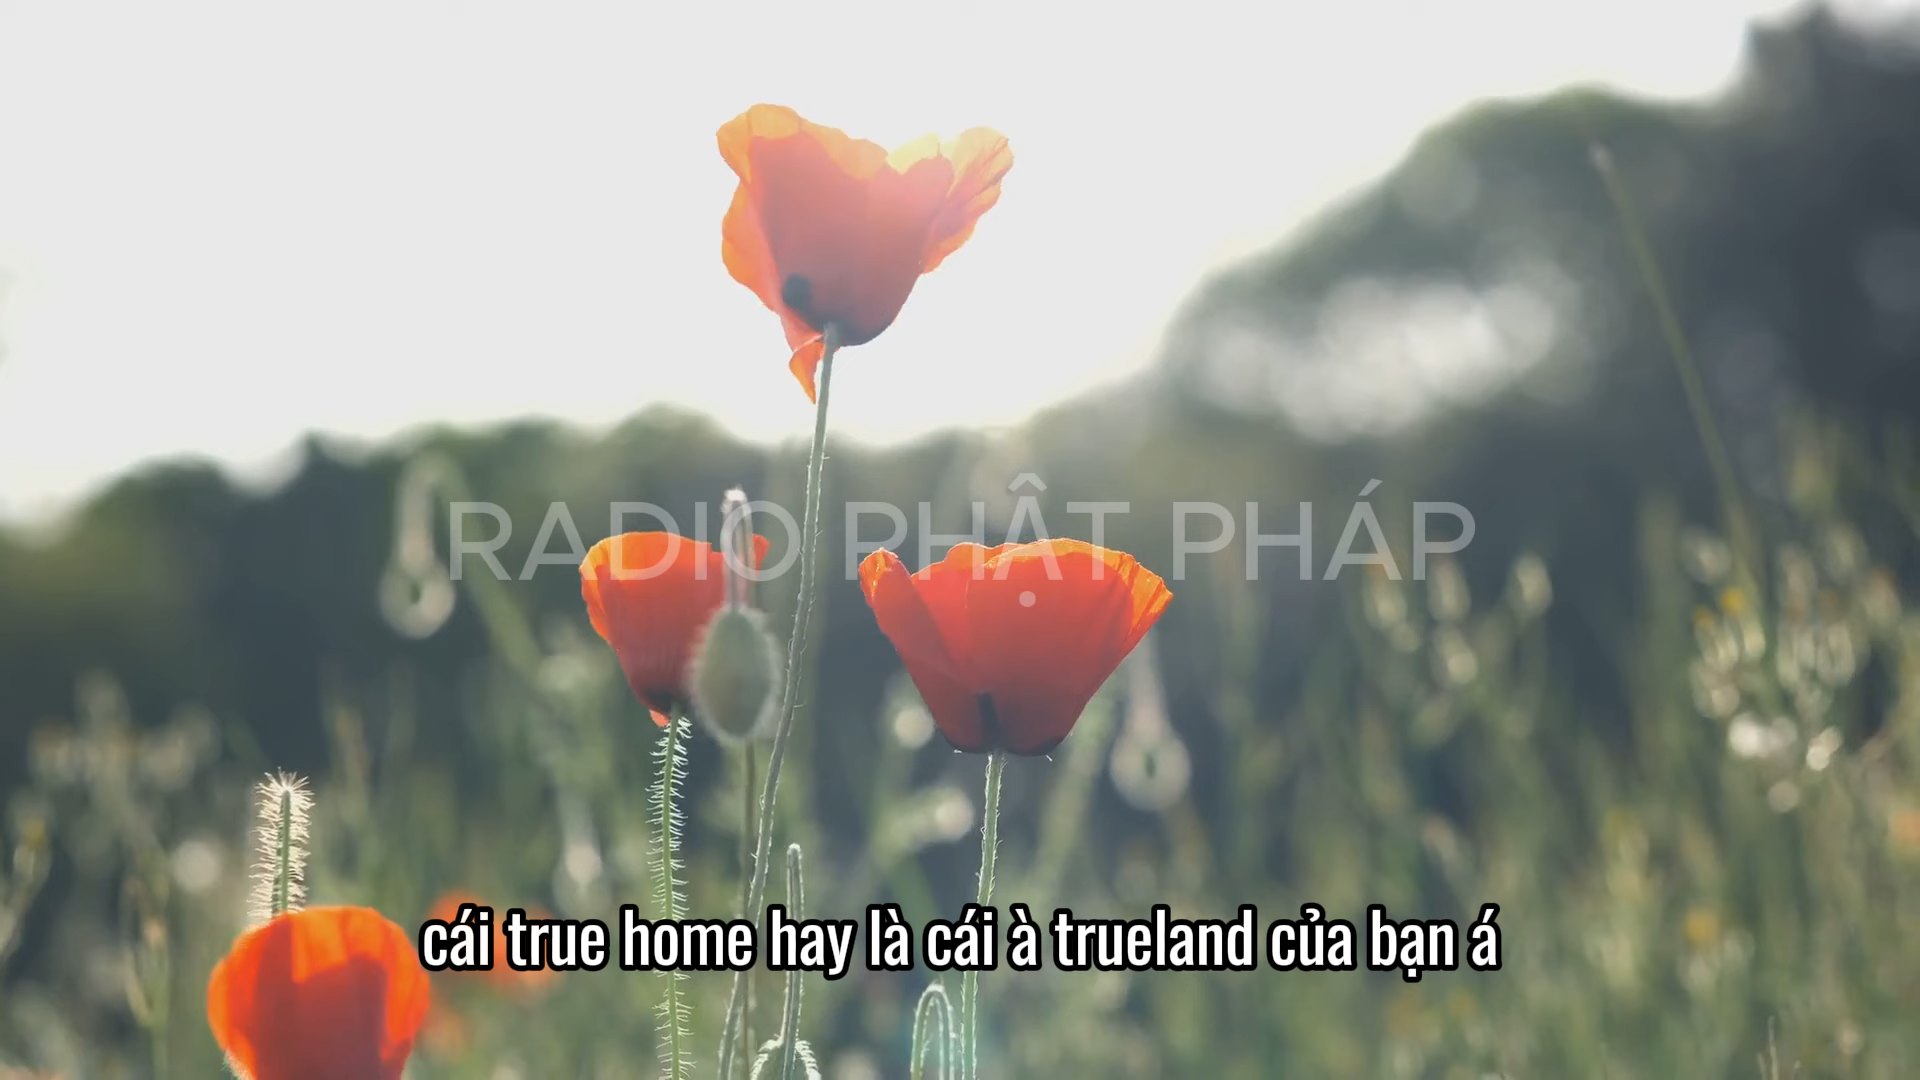 RADIO PHẬT PHÁP
cái true home hay là cái à trueland của bạn á